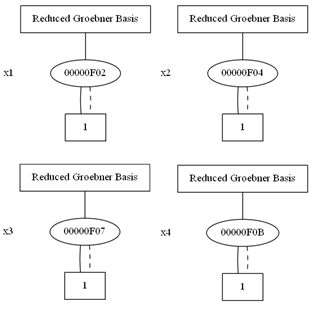 Reduced Groebner Basis
Reduced Groebner Basis
x1
00000F02
x2
00000F04
1
1
Reduced Groebner Basis
Reduced Groebner Basis
x3
00000F07
x4
00000F0B
1
1